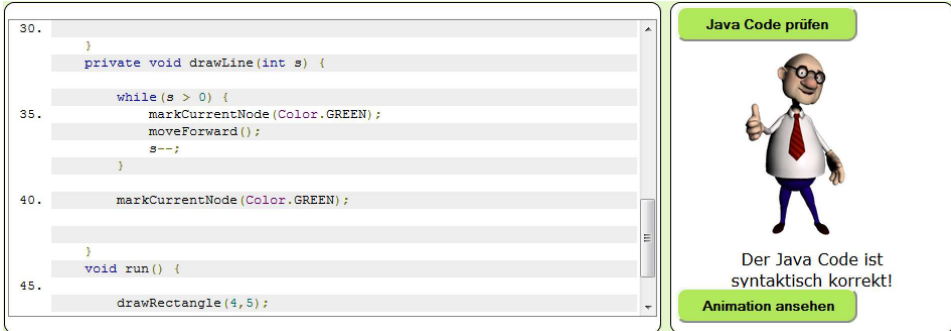 30.
}
private void drawLine(int s) {
while(s > 0) {
35. markCurrentNode(Color.GREEN);
moveForward();
s--;
}
40. markCurrentNode(Color.GREEN);
}
void run() {
45.
drawRectangle(4,5);
Java Code prüfen
Der Java Code ist
syntaktisch korrekt!
Animation ansehen